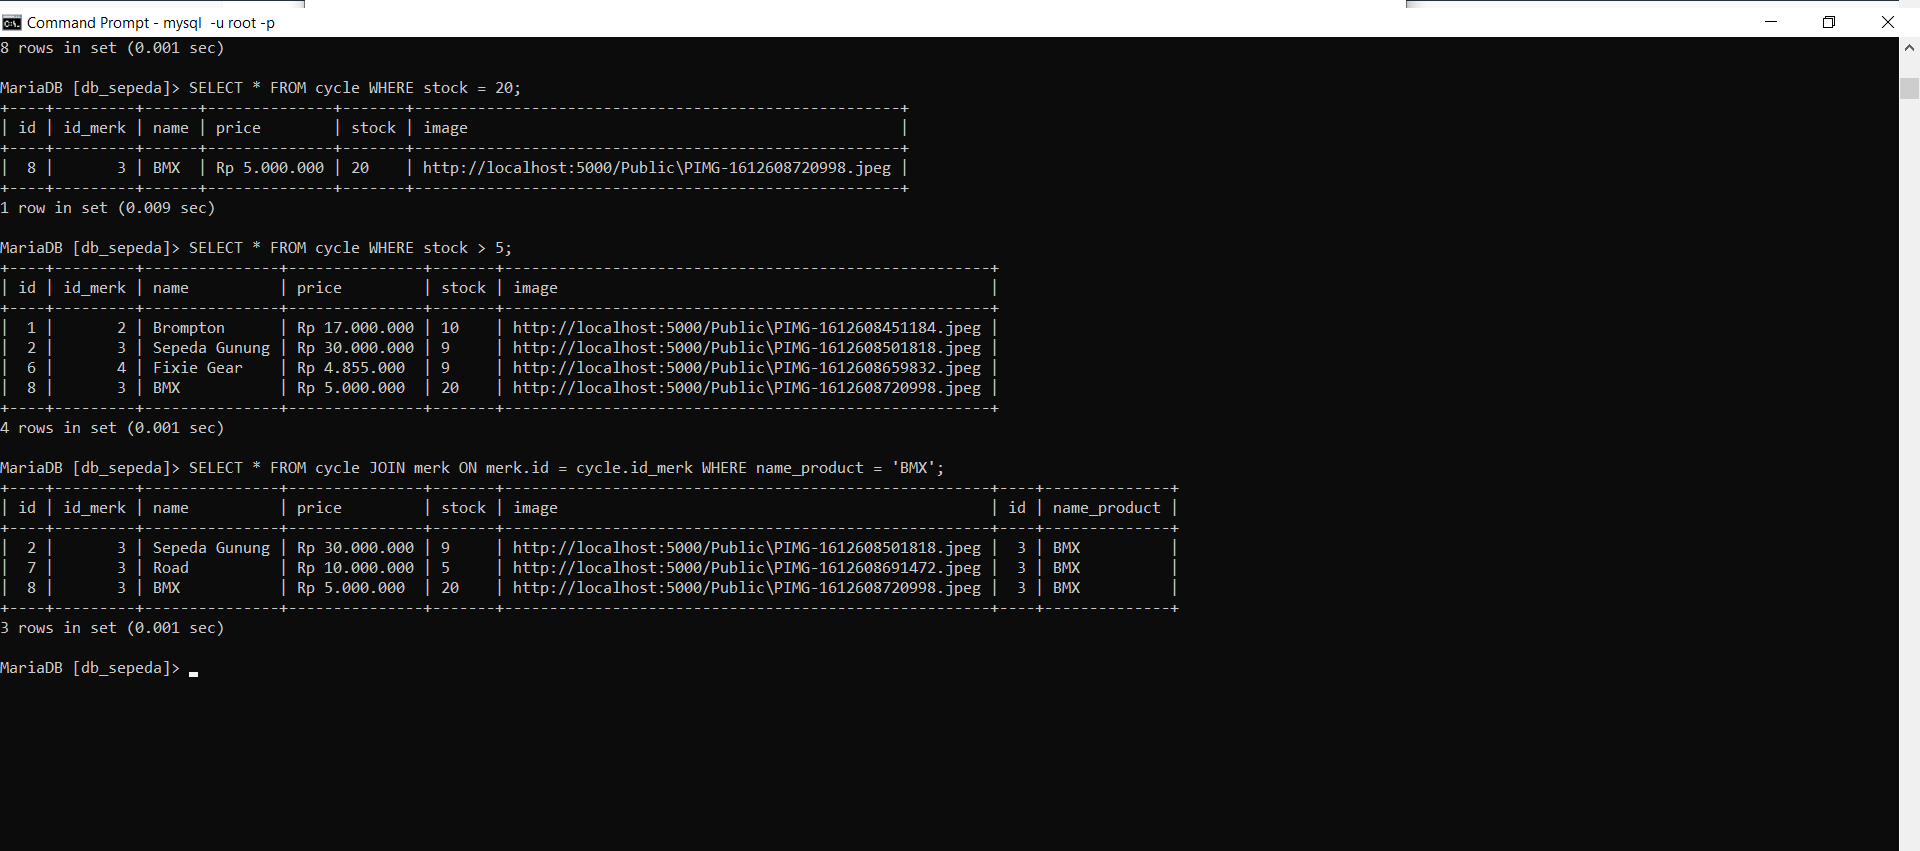 Command Prompt - mysql  -u root -p
8 rows in set (0.001 sec)
MariaDB [db_sepeda]> SELECT * FROM cycle WHERE stock = 20;
+----+---------+------+--------------+-------+------------------------------------------------------+
| id | id_merk | name | price        | stock | image                                                |
+----+---------+------+--------------+-------+------------------------------------------------------+
|  8 |       3 | BMX  | Rp 5.000.000 | 20    | http://localhost:5000/Public\PIMG-1612608720998.jpeg |
+----+---------+------+--------------+-------+------------------------------------------------------+
1 row in set (0.009 sec)
MariaDB [db_sepeda]> SELECT * FROM cycle WHERE stock > 5;
+----+---------+---------------+---------------+-------+------------------------------------------------------+
| id | id_merk | name          | price         | stock | image                                                |
+----+---------+---------------+---------------+-------+------------------------------------------------------+
|  1 |       2 | Brompton      | Rp 17.000.000 | 10    | http://localhost:5000/Public\PIMG-1612608451184.jpeg |
|  2 |       3 | Sepeda Gunung | Rp 30.000.000 | 9     | http://localhost:5000/Public\PIMG-1612608501818.jpeg |
|  6 |       4 | Fixie Gear    | Rp 4.855.000  | 9     | http://localhost:5000/Public\PIMG-1612608659832.jpeg |
|  8 |       3 | BMX           | Rp 5.000.000  | 20    | http://localhost:5000/Public\PIMG-1612608720998.jpeg |
+----+---------+---------------+---------------+-------+------------------------------------------------------+
4 rows in set (0.001 sec)
MariaDB [db_sepeda]> SELECT * FROM cycle JOIN merk ON merk.id = cycle.id_merk WHERE name_product = 'BMX';
+----+---------+---------------+---------------+-------+------------------------------------------------------+----+--------------+
| id | id_merk | name          | price         | stock | image                                                | id | name_product |
+----+---------+---------------+---------------+-------+------------------------------------------------------+----+--------------+
|  2 |       3 | Sepeda Gunung | Rp 30.000.000 | 9     | http://localhost:5000/Public\PIMG-1612608501818.jpeg |  3 | BMX          |
|  7 |       3 | Road          | Rp 10.000.000 | 5     | http://localhost:5000/Public\PIMG-1612608691472.jpeg |  3 | BMX          |
|  8 |       3 | BMX           | Rp 5.000.000  | 20    | http://localhost:5000/Public\PIMG-1612608720998.jpeg |  3 | BMX          |
+----+---------+---------------+---------------+-------+------------------------------------------------------+----+--------------+
3 rows in set (0.001 sec)
MariaDB [db_sepeda]>